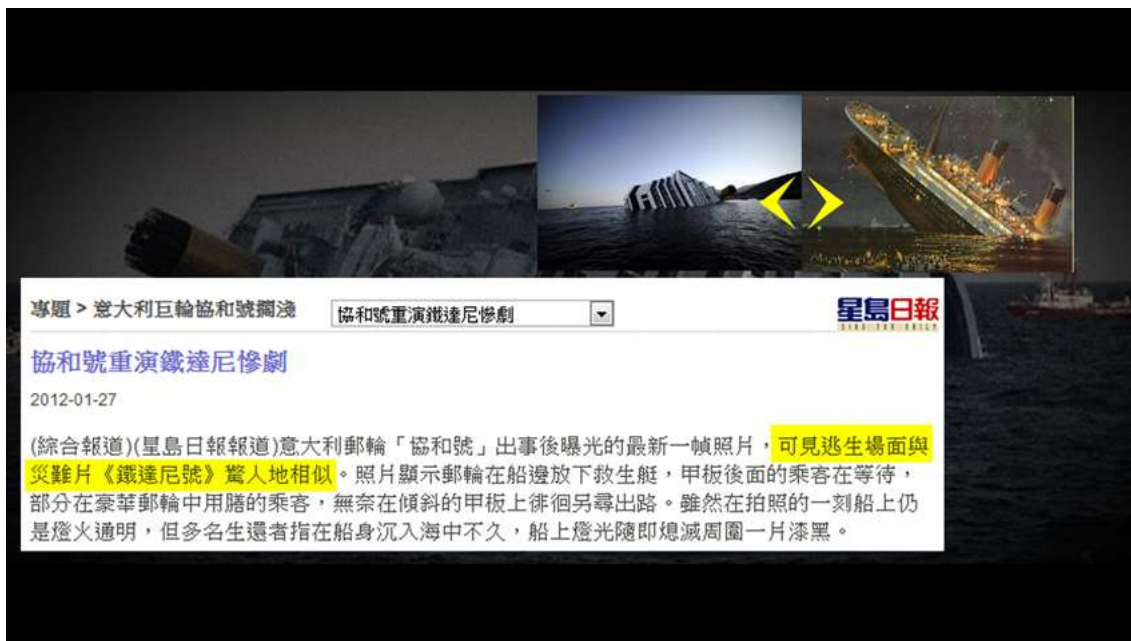 專題 > 意大利巨輪協和號擱淺
協和號重演鐵達尼慘劇
星島日報
SING TAO DAILY
協和號重演鐵達尼慘劇
2012-01-27
(綜合報道)(星島日報報道)意大利郵輪「協和號」出事後曝光的最新一幀照片，可見逃生場面與
災難片《鐵達尼號》驚人地相似。照片顯示郵輪在船邊放下救生艇，甲板後面的乘客在等待，
部分在豪華郵輪中用膳的乘客，無奈在傾斜的甲板上徘徊另尋出路。雖然在拍照的一刻船上仍
是燈火通明，但多名生還者指在船身沉入海中不久，船上燈光隨即熄滅周圍一片漆黑。